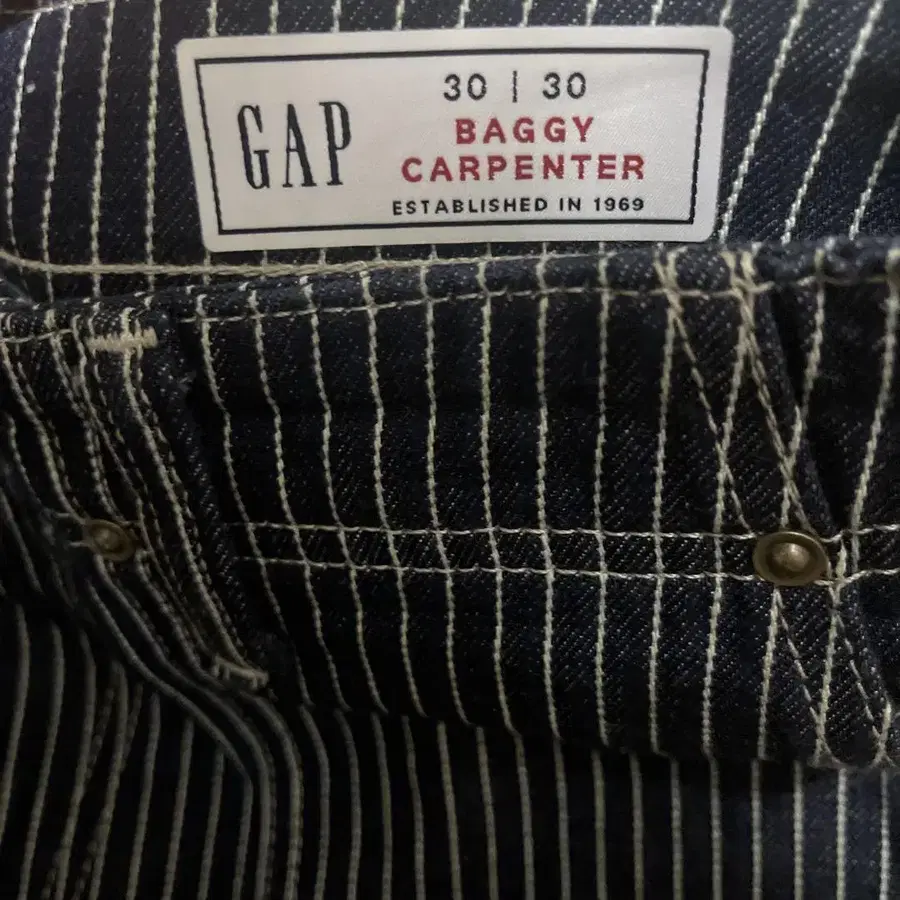 GAP
30 | 30
BAGGY
CARPENTER
ESTABLISHED IN 1969